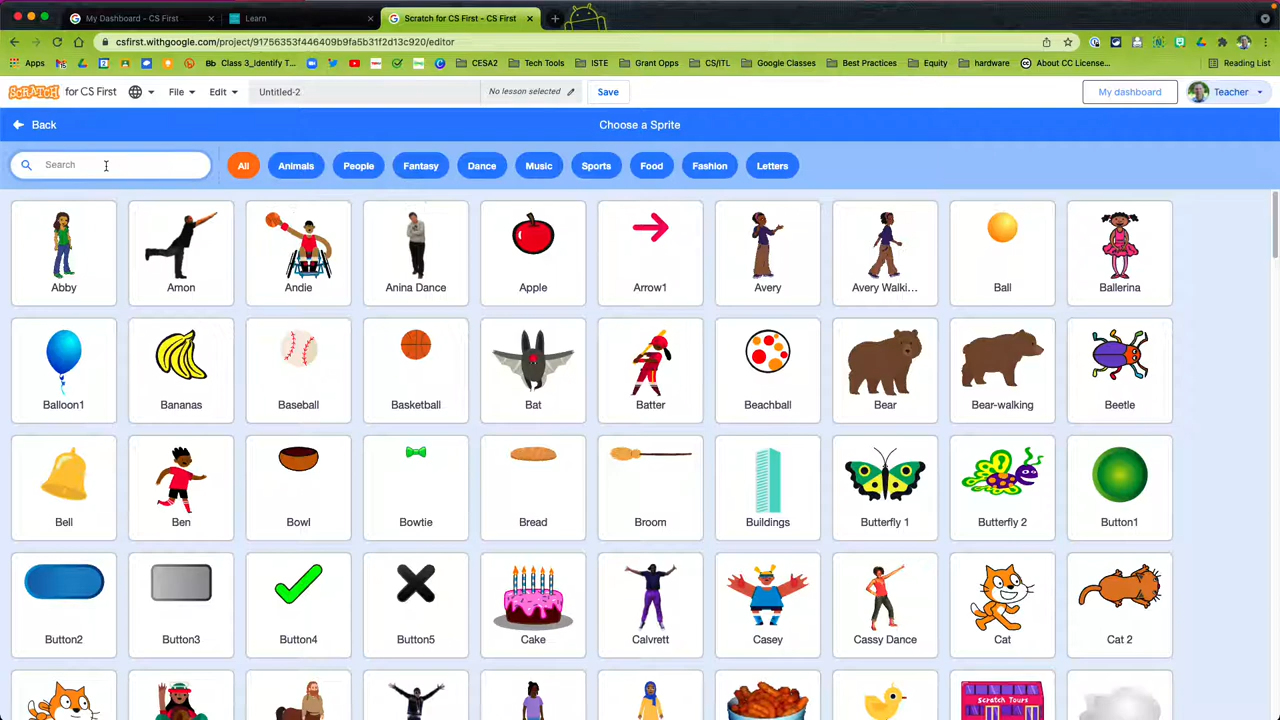 My Dashboard - CS First
Learn
Scratch for CS First - CS First
csfirst.withgoogle.com/project/91756353f446409b9fa5b31f2d13c920/editor
Apps
Bb Class 3_Identify T...
CESA2
Tech Tools
ISTE
Grant Opps
CS/ITL
Google Classes
Best Practices
Equity
hardware
About CC License...
Reading List
SCRATCH for CS First
File
Edit
Untitled-2
No lesson selected
Save
My dashboard
Teacher
Back
Choose a Sprite
Search
All
Animals
People
Fantasy
Dance
Music
Sports
Food
Fashion
Letters
Abby
Amon
Andie
Anina Dance
Apple
Arrow1
Avery
Avery Walki...
Ball
Ballerina
Balloon1
Bananas
Baseball
Basketball
Bat
Batter
Beachball
Bear
Bear-walking
Beetle
Bell
Ben
Bowl
Bowtie
Bread
Broom
Buildings
Butterfly 1
Butterfly 2
Button1
Button2
Button3
Button4
Button5
Cake
Calvrett
Casey
Cassy Dance
Cat
Cat 2
Scratch Tours